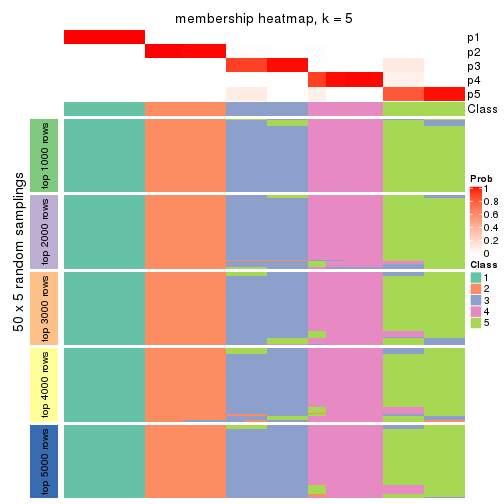 membership heatmap, k = 5
p1
p2
p3
p4
p5
Class
50 x 5 random samplings
top 1000 rows
top 2000 rows
top 3000 rows
top 4000 rows
top 5000 rows
Prob
1
0.8
0.6
0.4
0.2
0
Class
1
2
3
4
5